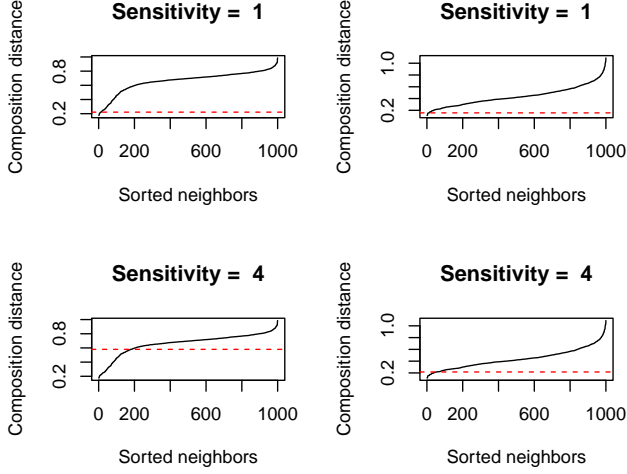 Sensitivity = 1
Composition distance
0.2
0.8
0 200 600 1000
Sorted neighbors
Sensitivity = 1
Composition distance
0.2
1.0
0 200 600 1000
Sorted neighbors
Sensitivity = 4
Composition distance
0.2
0.8
0 200 600 1000
Sorted neighbors
Sensitivity = 4
Composition distance
0.2
1.0
0 200 600 1000
Sorted neighbors